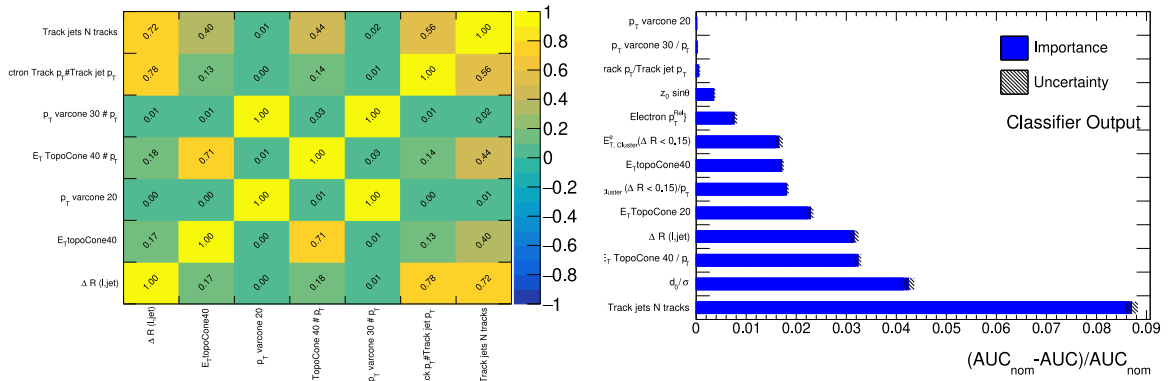 Track jets N tracks 0.72 0.40 0.01 0.44 0.02 0.56 1.00
ctron Track p_T#Track jet p_T 0.78 0.13 0.00 0.14 0.01 1.00 0.56
p_T varcone 30 # p_T 0.01 0.01 1.00 0.03 1.00 0.01 0.02
E_T TopoCone 40 # p_T 0.18 0.71 0.01 1.00 0.03 0.14 0.44
p_T varcone 20 0.00 0.00 1.00 0.01 1.00 0.00 0.01
E_TtopoCone40 0.17 1.00 0.00 0.71 0.01 0.13 0.40
Δ R (l,jet) 1.00 0.17 0.00 0.18 0.01 0.78 0.72
Δ R (l,jet)
E_TtopoCone40
p_T varcone 20
TopoCone 40 # p_T
p_T varcone 30 # p_T
ck p_T#Track jet p_T
Track jets N tracks
1
0.8
0.6
0.4
0.2
0
−0.2
−0.4
−0.6
−0.8
−1
p_T varcone 20
p_T varcone 30 / p_T
rack p_T/Track jet p_T
z_0 sinθ
Electron p_T^Rel}
E^e_T, Cluster(Δ R < 0.15)
E_TtopoCone40
Cluster(Δ R < 0.15)/p_T
E_TTopoCone 20
Δ R (l,jet)
E_T TopoCone 40 / p_T
d_0/σ
Track jets N tracks
Importance
Uncertainty
Classifier Output
0 0.01 0.02 0.03 0.04 0.05 0.06 0.07 0.08 0.09
(AUC_nom-AUC)/AUC_nom